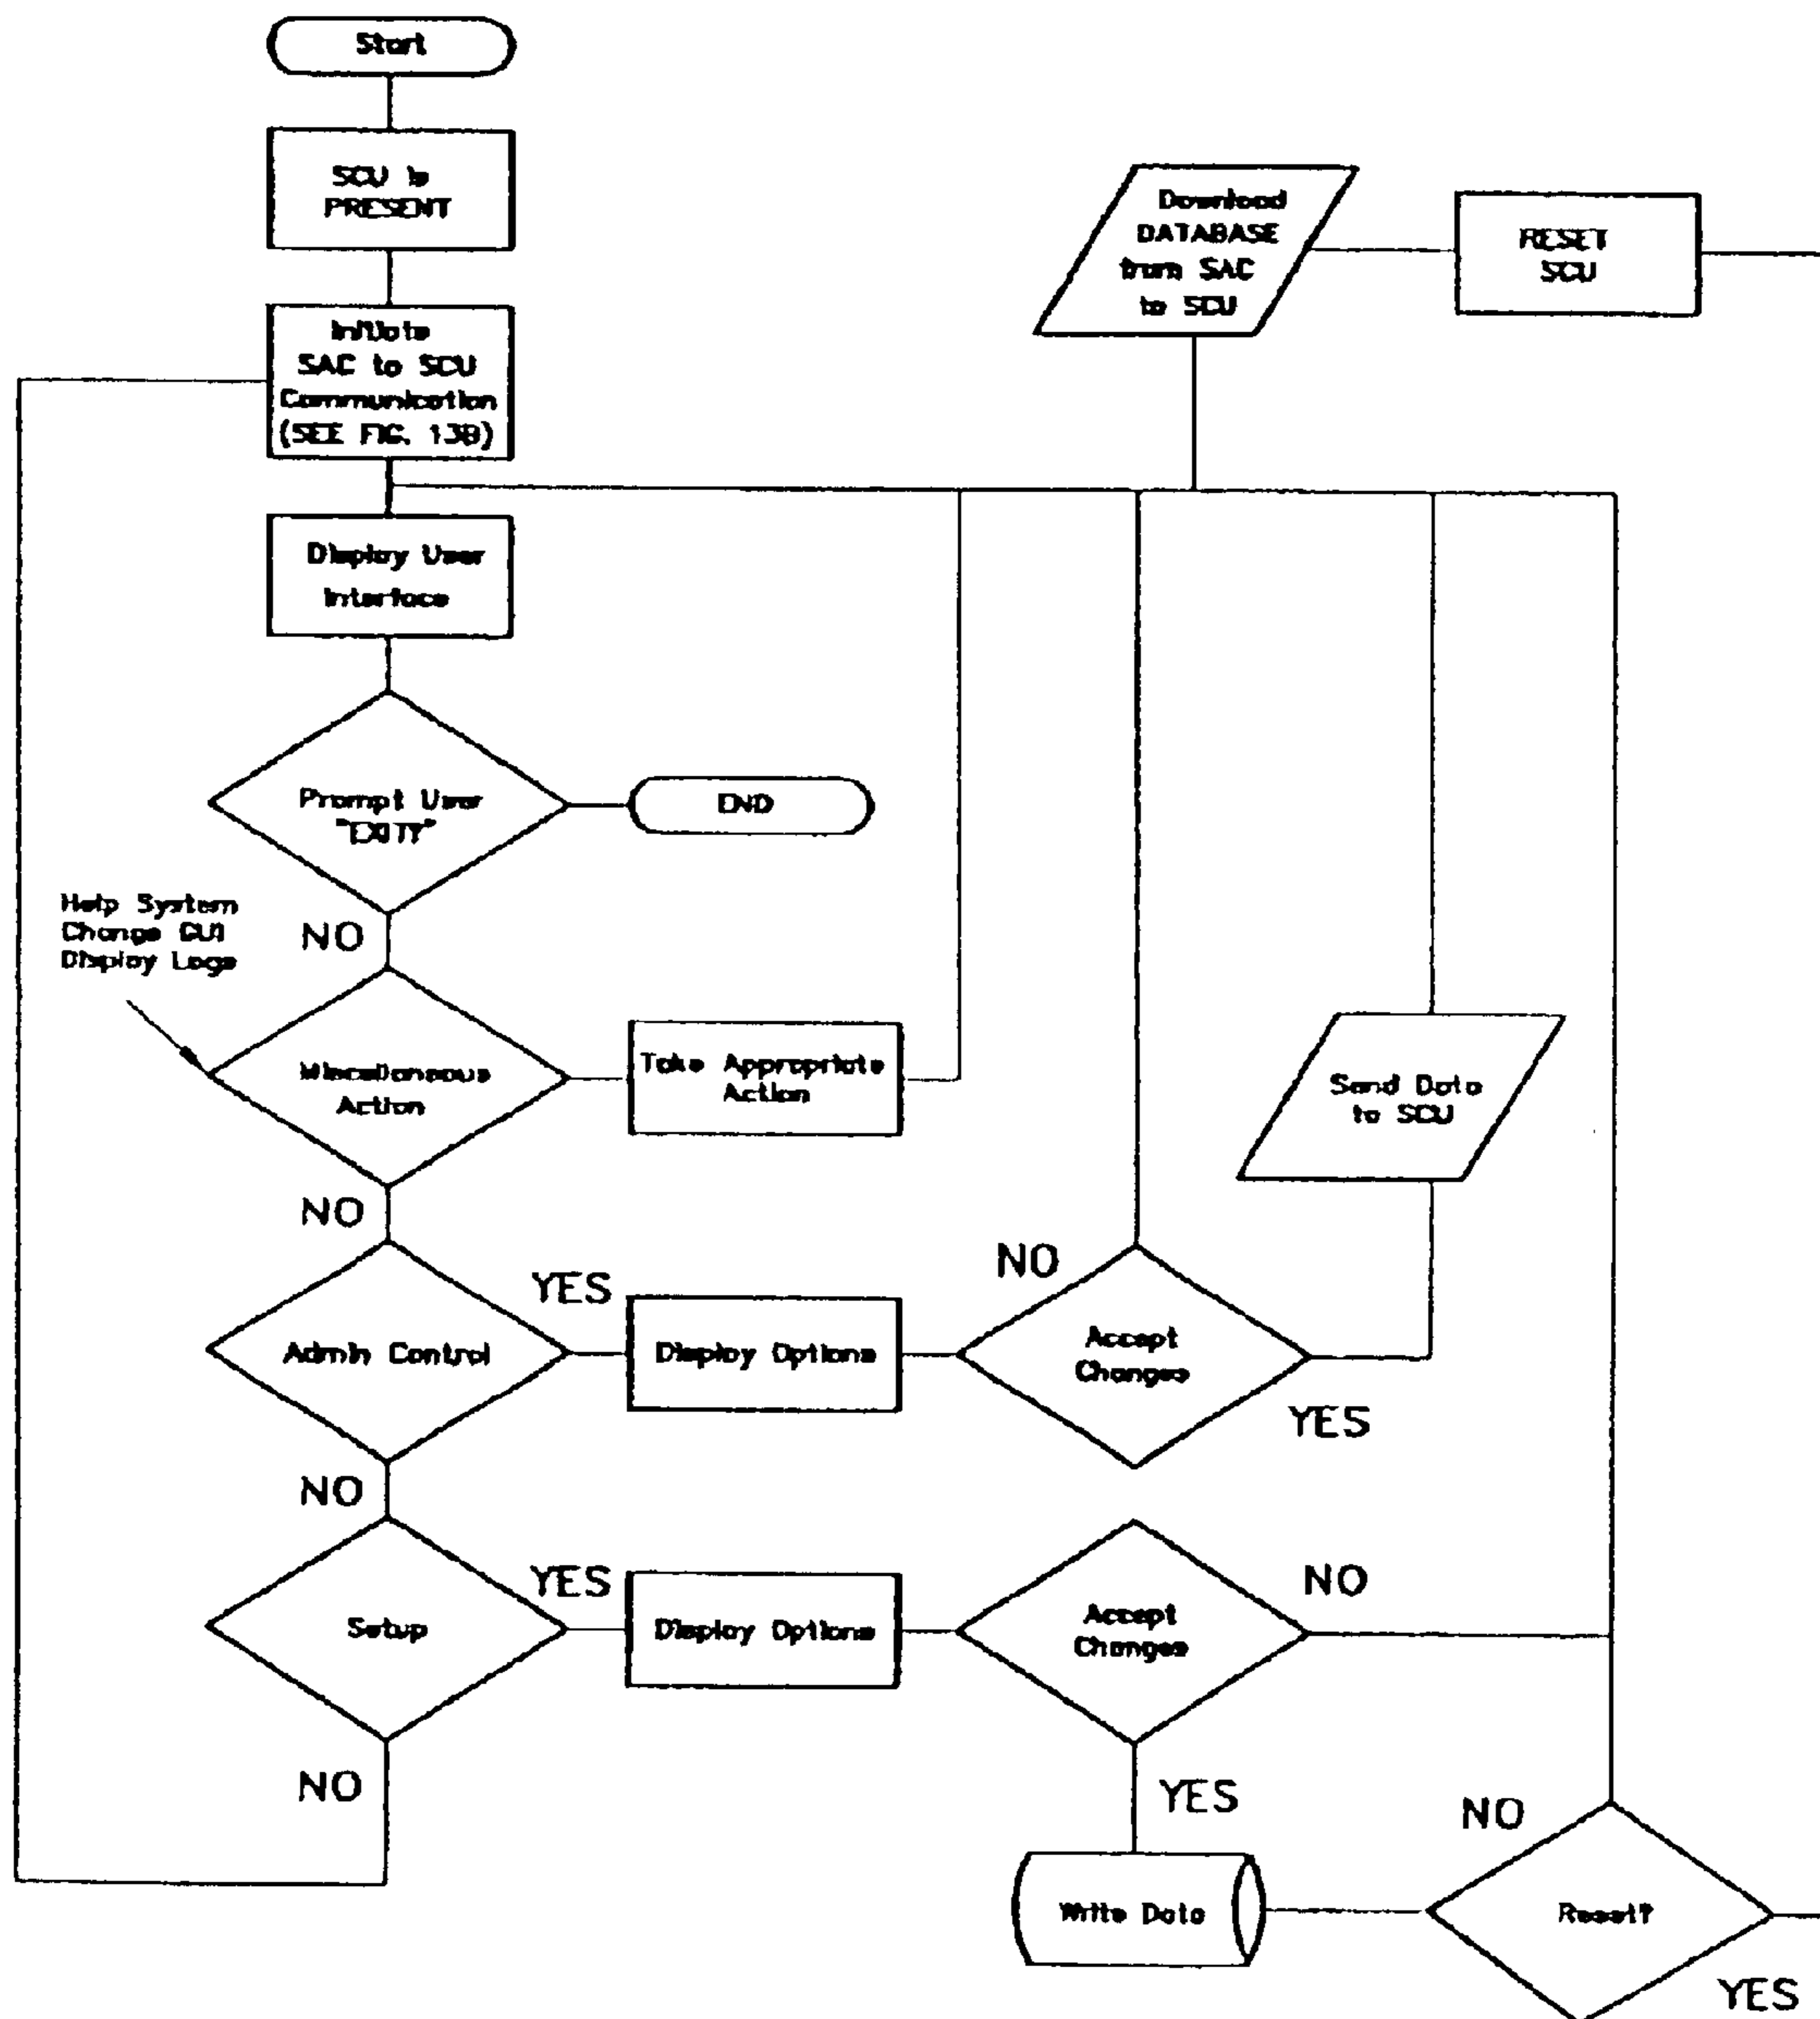 Start
SCU is
PRESENT
Initiate
SAC to SCU
Communication
(SEE FIG. 13B)
Download
DATABASE
from SAC
to SCU
RESET
SCU
Display User
Interface
Prompt User
"EXIT?"
END
NO
Help System
Change GUI
Display Logs
Miscellaneous
Action
Take Appropriate
Action
Send Data
to SCU
NO
Admin Control
YES
Display Options
NO
Accept
Changes
YES
NO
Setup
YES
Display Options
Accept
Changes
NO
NO
YES
Write Data
NO
Reset?
YES